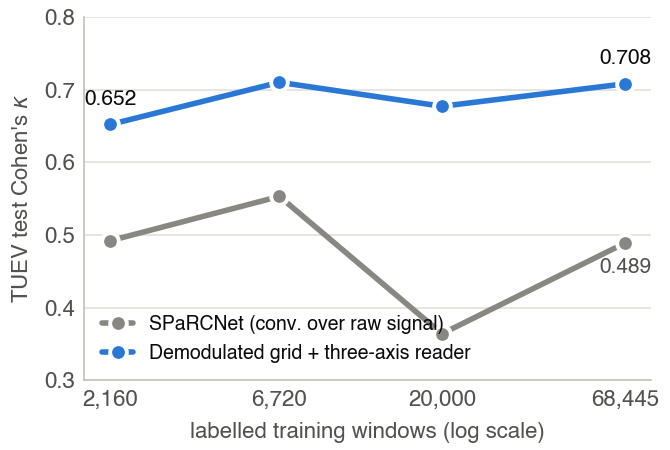 0.8
0.7
0.6
0.5
0.4
0.3
TUEV test Cohen's κ
0.652
0.708
0.489
SPaRCNet (conv. over raw signal)
Demodulated grid + three-axis reader
2,160 6,720 20,000 68,445
labelled training windows (log scale)